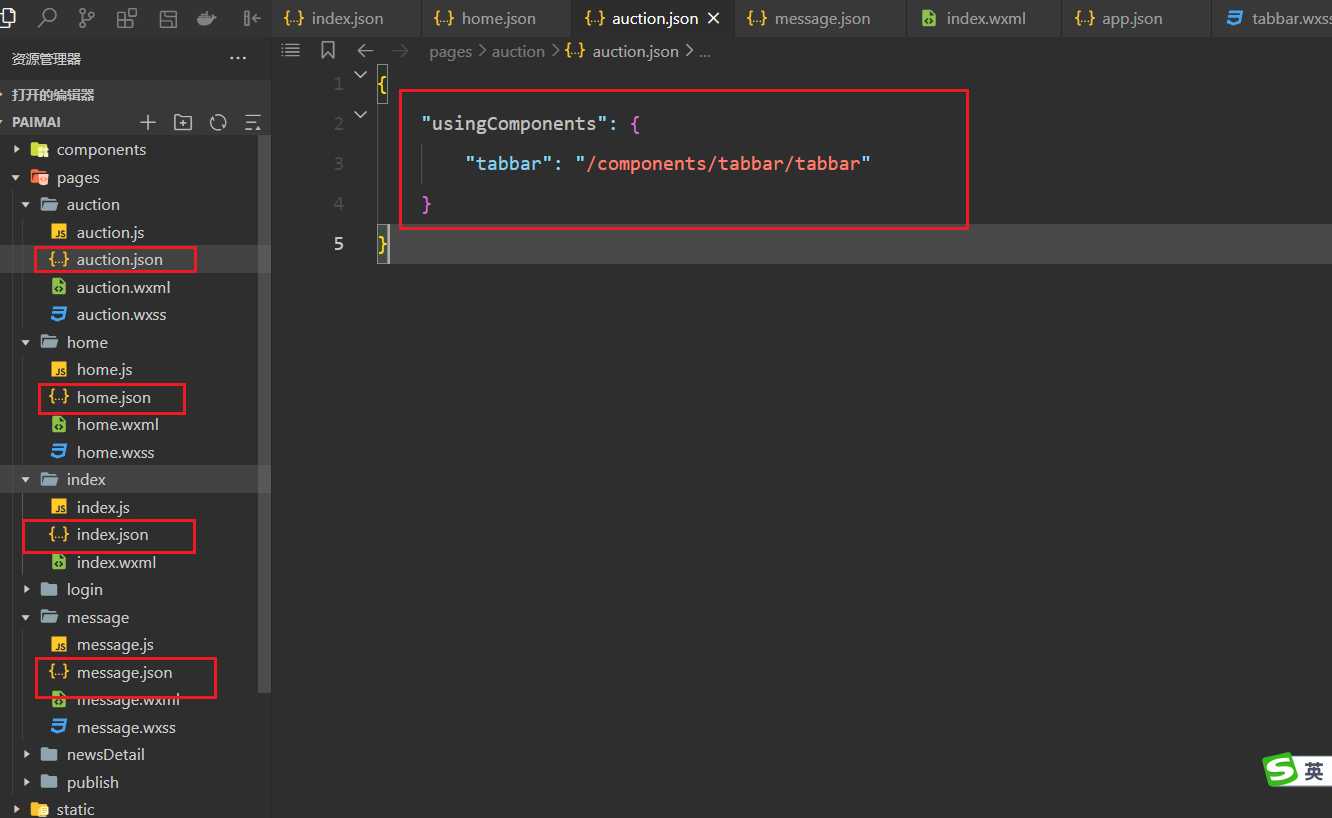 index.json
home.json
auction.json
message.json
index.wxml
app.json
tabbar.wxss
资源管理器
打开的编辑器
PAIMAI
components
pages
auction
auction.js
auction.json
auction.wxml
auction.wxss
home
home.js
home.json
home.wxml
home.wxss
index
index.js
index.json
index.wxml
login
message
message.js
message.json
message.wxml
message.wxss
newsDetail
publish
static
pages > auction > {..} auction.json > ...
1 {
2 "usingComponents": {
3 "tabbar": "/components/tabbar/tabbar"
4 }
5 }
英